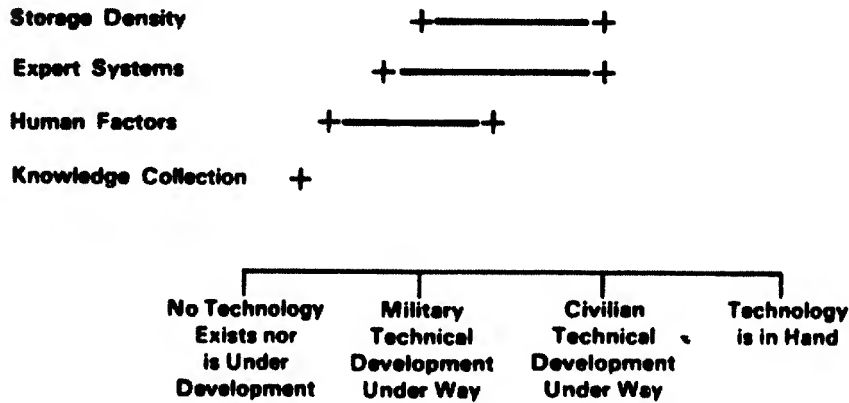 Storage Density
Expert Systems
Human Factors
Knowledge Collection
No Technology
Exists nor
is Under
Development
Military
Technical
Development
Under Way
Civilian
Technical
Development
Under Way
Technology
is in Hand